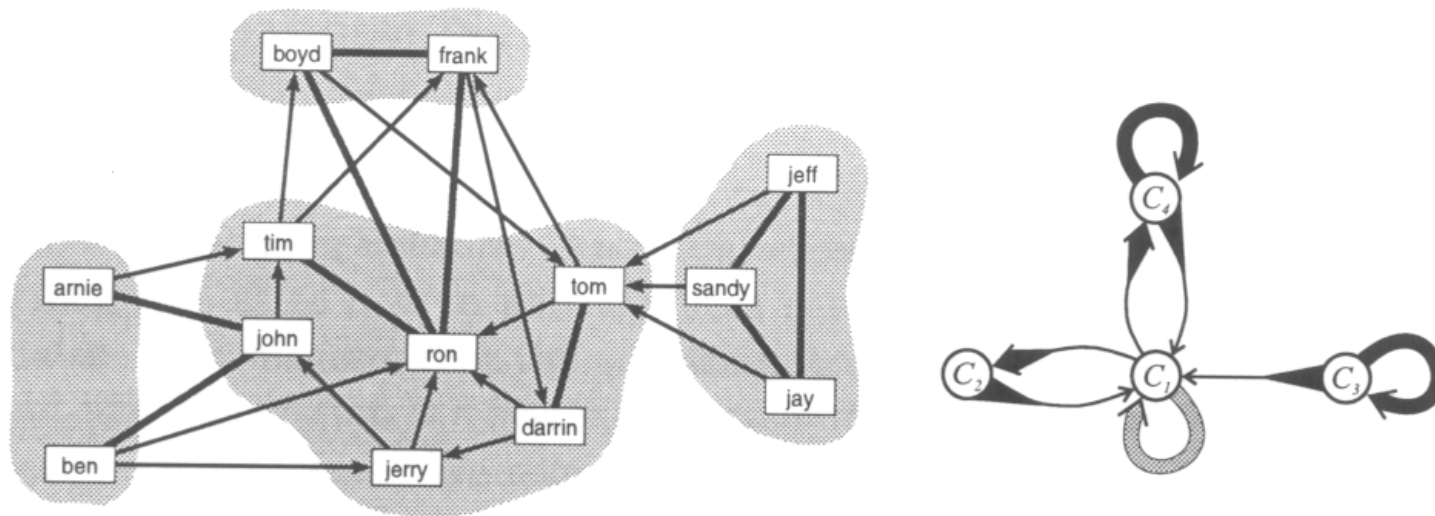 boyd frank
jeff
tim
arnie tom sandy
john
ron
jay
darrin
ben jerry
C4
C2 C1 C3